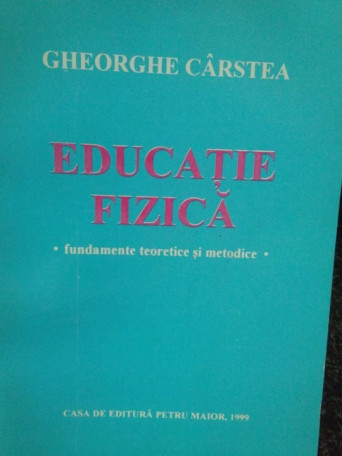 GHEORGHE CÂRSTEA
EDUCAȚIE
FIZICĂ
• fundamente teoretice și metodice •
CASA DE EDITURĂ PETRU MAIOR, 1999